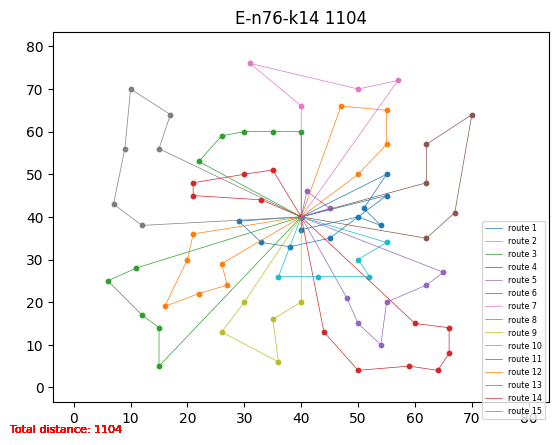 E-n76-k14 1104
80
70
60
50
40
30
20
10
0
0
10
20
30
40
50
60
70
80
route 1
route 2
route 3
route 4
route 5
route 6
route 7
route 8
route 9
route 10
route 11
route 12
route 13
route 14
route 15
Total distance: 1104